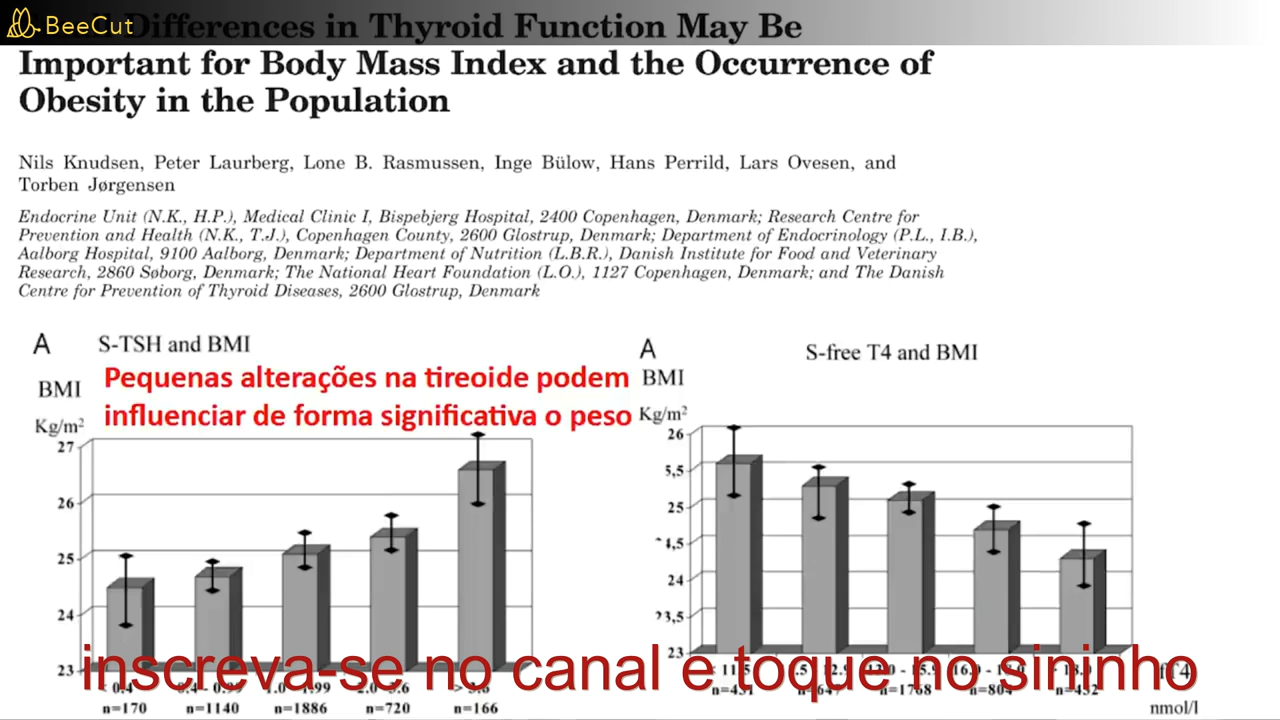 BeeCut
Differences in Thyroid Function May Be
Important for Body Mass Index and the Occurrence of
Obesity in the Population
Nils Knudsen, Peter Laurberg, Lone B. Rasmussen, Inge Bülow, Hans Perrild, Lars Ovesen, and
Torben Jørgensen
Endocrine Unit (N.K., H.P.), Medical Clinic I, Bispebjerg Hospital, 2400 Copenhagen, Denmark; Research Centre for
Prevention and Health (N.K., T.J.), Copenhagen County, 2600 Glostrup, Denmark; Department of Endocrinology (P.L., I.B.),
Aalborg Hospital, 9100 Aalborg, Denmark; Department of Nutrition (L.B.R.), Danish Institute for Food and Veterinary
Research, 2860 Søborg, Denmark; The National Heart Foundation (L.O.), 1127 Copenhagen, Denmark; and The Danish
Centre for Prevention of Thyroid Diseases, 2600 Glostrup, Denmark
A S-TSH and BMI
Pequenas alterações na tireoide podem
influenciar de forma significativa o peso
BMI
Kg/m²
27
26
25
24
23
n=170 n=1140 n=1886 n=720 n=166
A S-free T4 and BMI
BMI
Kg/m²
26
5,5
25
4,5
24
23,5
23
n=1768 n=804
nmol/l
inscreva-se no canal e toque no sininho